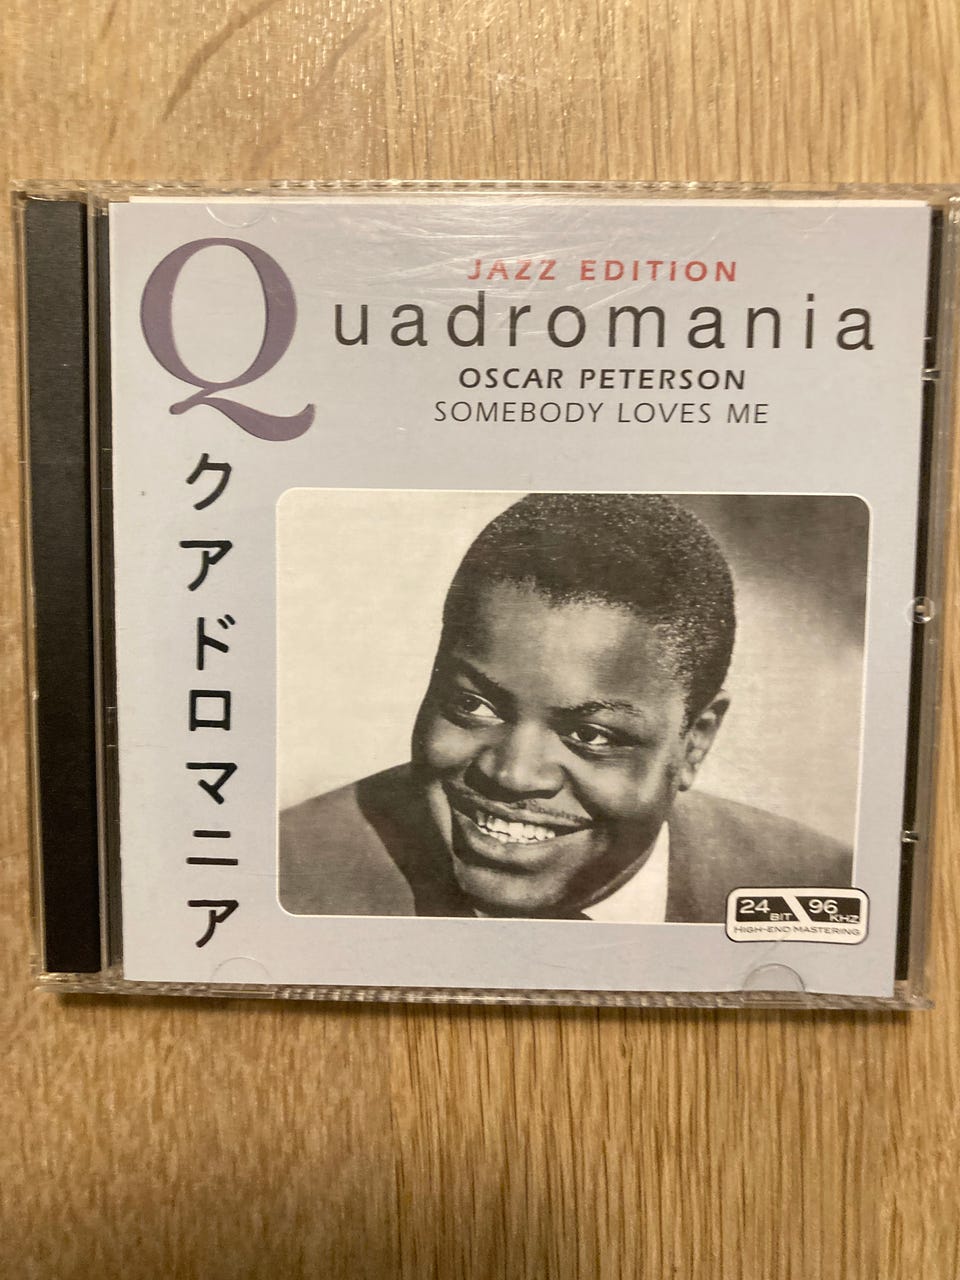 JAZZ EDITION
Quadromania
OSCAR PETERSON
SOMEBODY LOVES ME
クアドロマニア
24 BIT 96 KHZ
HIGH-END MASTERING